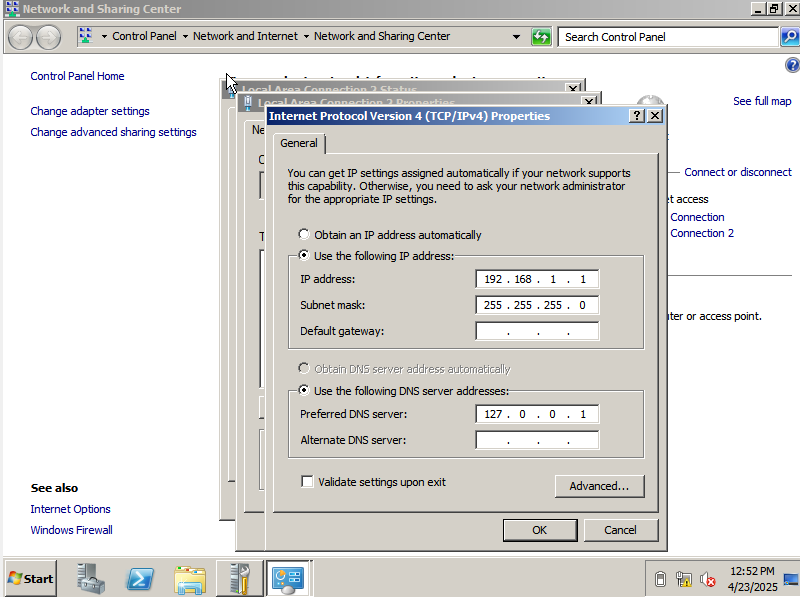 Network and Sharing Center
Control Panel
Network and Internet
Network and Sharing Center
Search Control Panel
Control Panel Home
Change adapter settings
Change advanced sharing settings
See also
Internet Options
Windows Firewall
See full map
Connect or disconnect
Connection
Connection 2
or access point.
Local Area Connection 2 Status
Local Area Connection 2 Properties
Internet Protocol Version 4 (TCP/IPv4) Properties
General
You can get IP settings assigned automatically if your network supports
this capability. Otherwise, you need to ask your network administrator
for the appropriate IP settings.
Obtain an IP address automatically
Use the following IP address:
IP address: 192 . 168 . 1 . 1
Subnet mask: 255 . 255 . 255 . 0
Default gateway: . . .
Obtain DNS server address automatically
Use the following DNS server addresses:
Preferred DNS server: 127 . 0 . 0 . 1
Alternate DNS server: . . .
Validate settings upon exit
Advanced...
OK
Cancel
Start
12:52 PM
4/23/2025